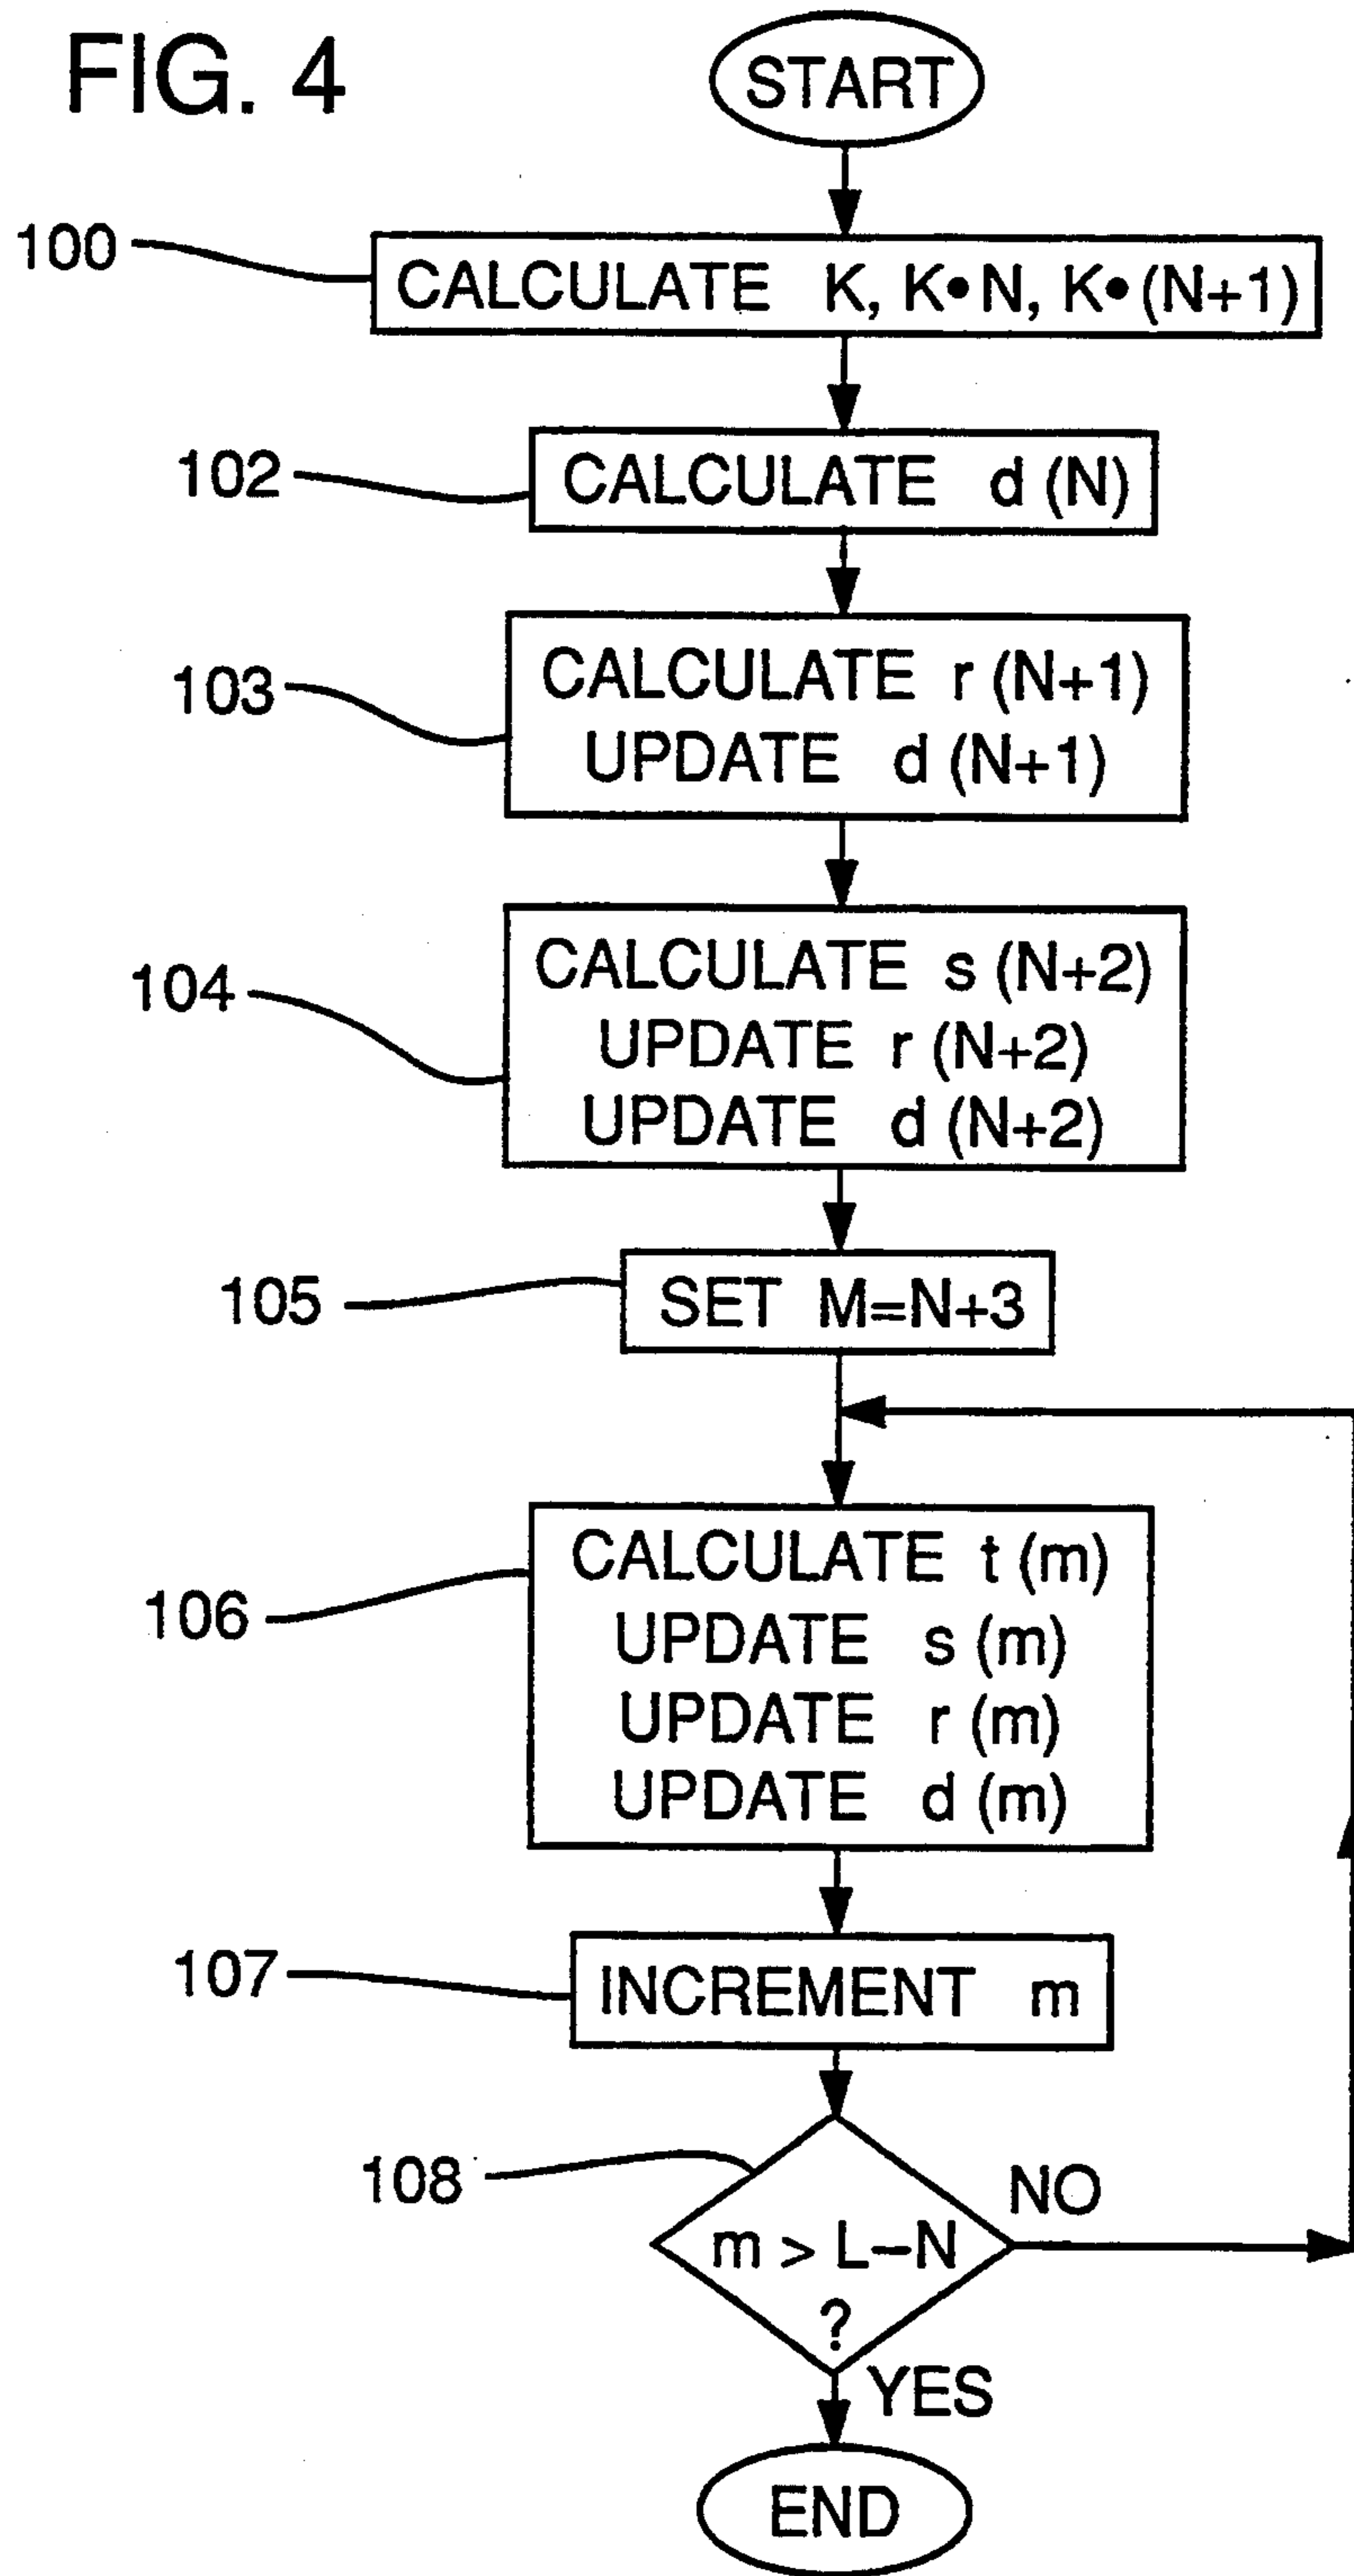 FIG. 4
START
100
CALCULATE K, K•N, K•(N+1)
102
CALCULATE d (N)
103
CALCULATE r (N+1)
UPDATE d (N+1)
104
CALCULATE s (N+2)
UPDATE r (N+2)
UPDATE d (N+2)
105
SET M=N+3
106
CALCULATE t (m)
UPDATE s (m)
UPDATE r (m)
UPDATE d (m)
107
INCREMENT m
108
m > L−N
?
NO
YES
END